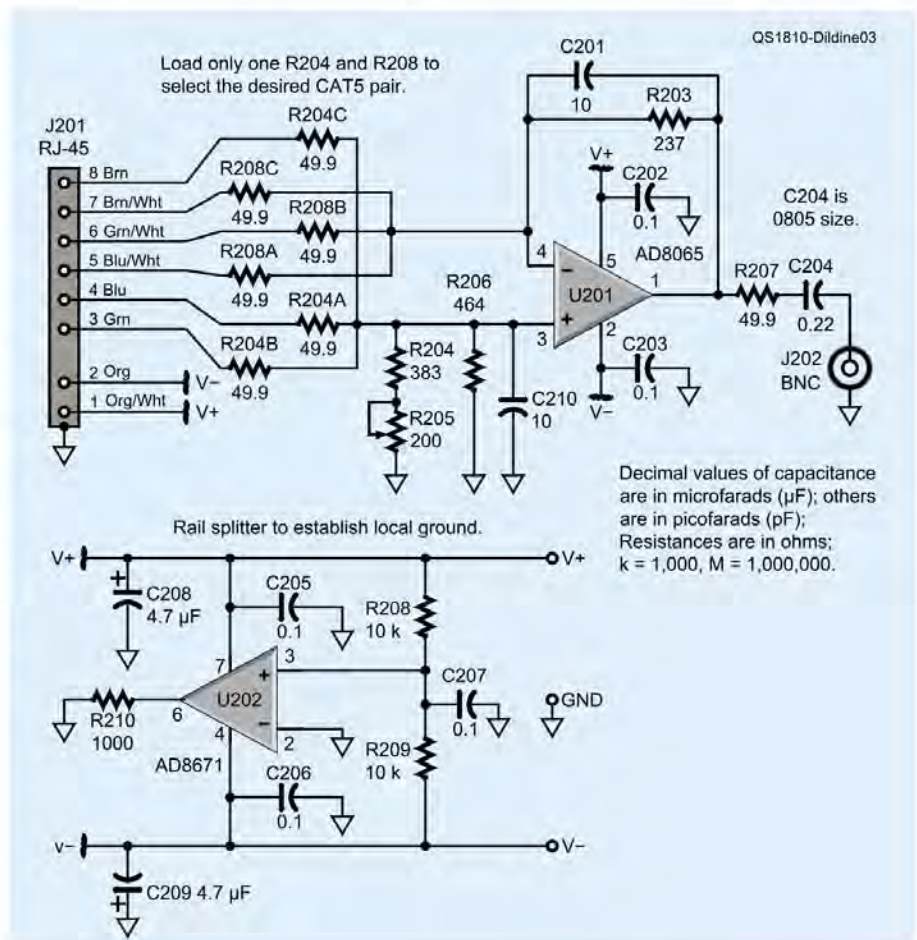 QS1810-Dildine03
Load only one R204 and R208 to
select the desired CAT5 pair.
J201
RJ-45
8 Brn
7 Brn/Wht
6 Grn/Wht
5 Blu/Wht
4 Blu
3 Grn
2 Org
1 Org/Wht
V−
V+
R204C
49.9
R208C
49.9
R208B
49.9
R208A
49.9
R204A
49.9
R204B
49.9
R204
383
R205
200
R206
464
C210
10
C201
10
R203
237
V+
C202
0.1
AD8065
4
−
5
U201
1
+
3
2
C203
0.1
V−
R207
49.9
C204 is
0805 size.
C204
0.22
J202
BNC
Decimal values of capacitance
are in microfarads (µF); others
are in picofarads (pF);
Resistances are in ohms;
k = 1,000, M = 1,000,000.
Rail splitter to establish local ground.
V+
V+
C208
4.7 µF
+
C205
0.1
R208
10 k
7
3
+
U202
−
6
4
2
R210
1000
AD8671
C207
0.1
GND
R209
10 k
C206
0.1
v−
V−
C209 4.7 µF
+